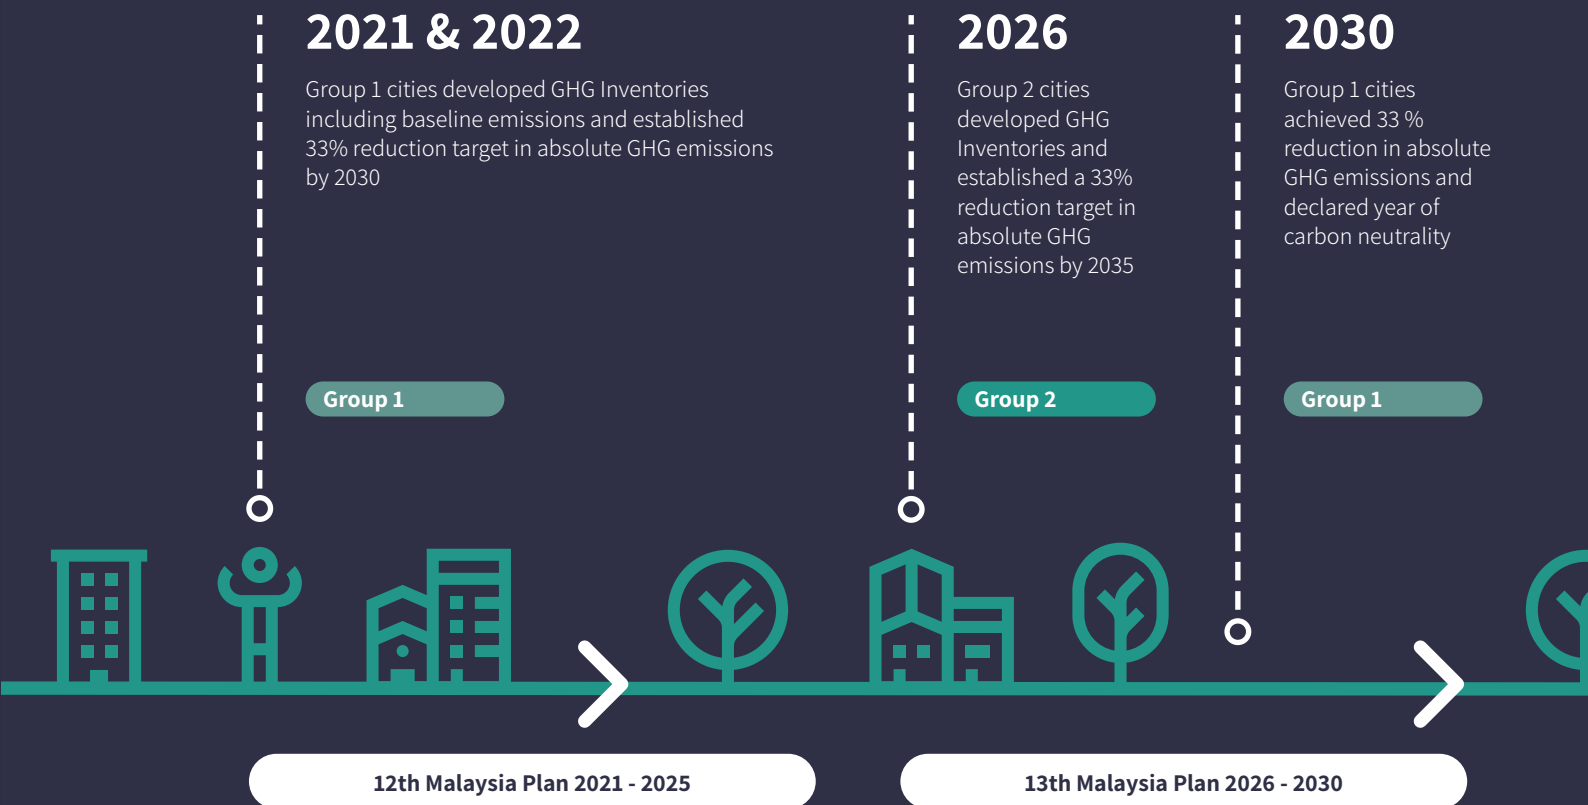 2021 & 2022
Group 1 cities developed GHG Inventories
including baseline emissions and established
33% reduction target in absolute GHG emissions
by 2030
Group 1
2026
Group 2 cities
developed GHG
Inventories and
established a 33%
reduction target in
absolute GHG
emissions by 2035
Group 2
2030
Group 1 cities
achieved 33 %
reduction in absolute
GHG emissions and
declared year of
carbon neutrality
Group 1
12th Malaysia Plan 2021 - 2025
13th Malaysia Plan 2026 - 2030